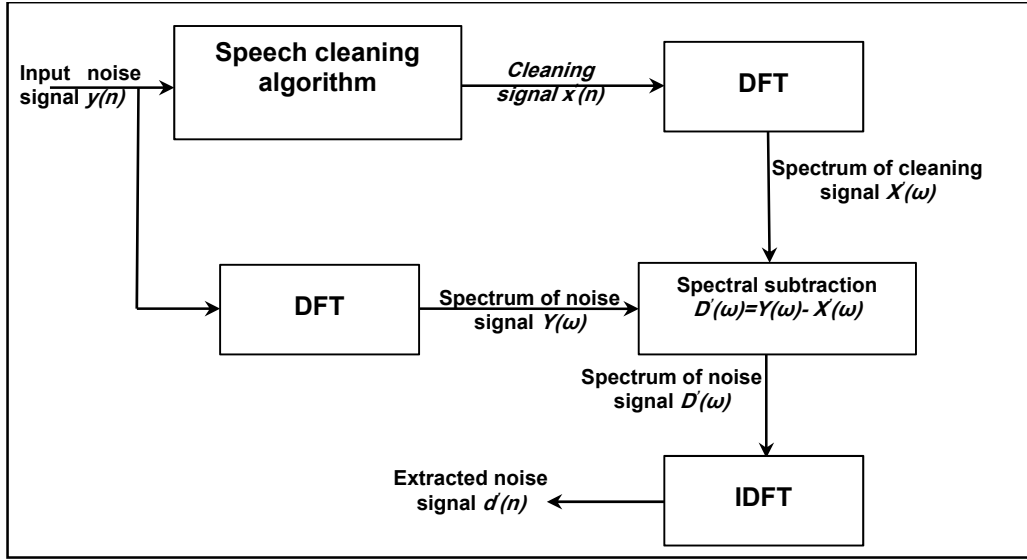 Speech cleaning
algorithm
Input noise
signal y(n)
Cleaning
signal x'(n)
DFT
Spectrum of cleaning
signal X'(ω)
DFT
Spectrum of noise
signal Y(ω)
Spectral subtraction
D'(ω)=Y(ω)- X'(ω)
Spectrum of noise
signal D'(ω)
Extracted noise
signal d'(n)
IDFT